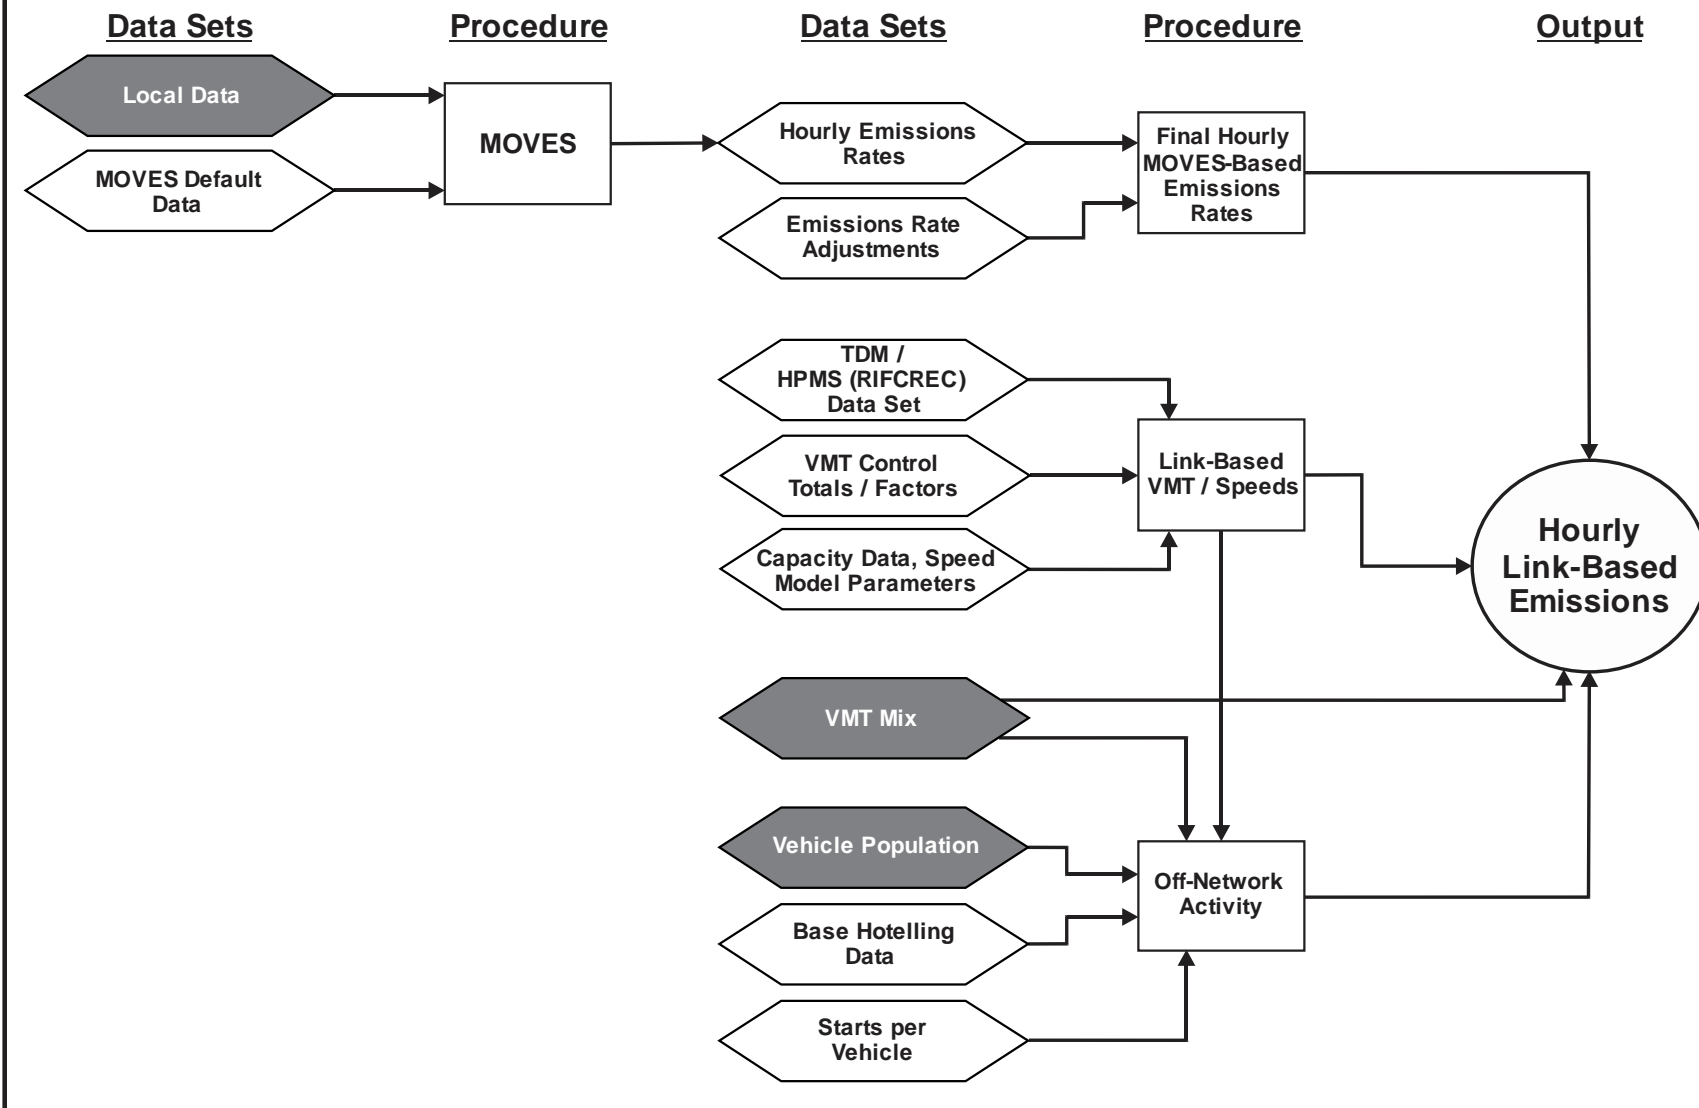 Data Sets
Procedure
Data Sets
Procedure
Output
Local Data
MOVES Default
Data
MOVES
Hourly Emissions
Rates
Emissions Rate
Adjustments
Final Hourly
MOVES-Based
Emissions
Rates
TDM /
HPMS (RIFCREC)
Data Set
VMT Control
Totals / Factors
Capacity Data, Speed
Model Parameters
Link-Based
VMT / Speeds
Hourly
Link-Based
Emissions
VMT Mix
Vehicle Population
Base Hotelling
Data
Starts per
Vehicle
Off-Network
Activity